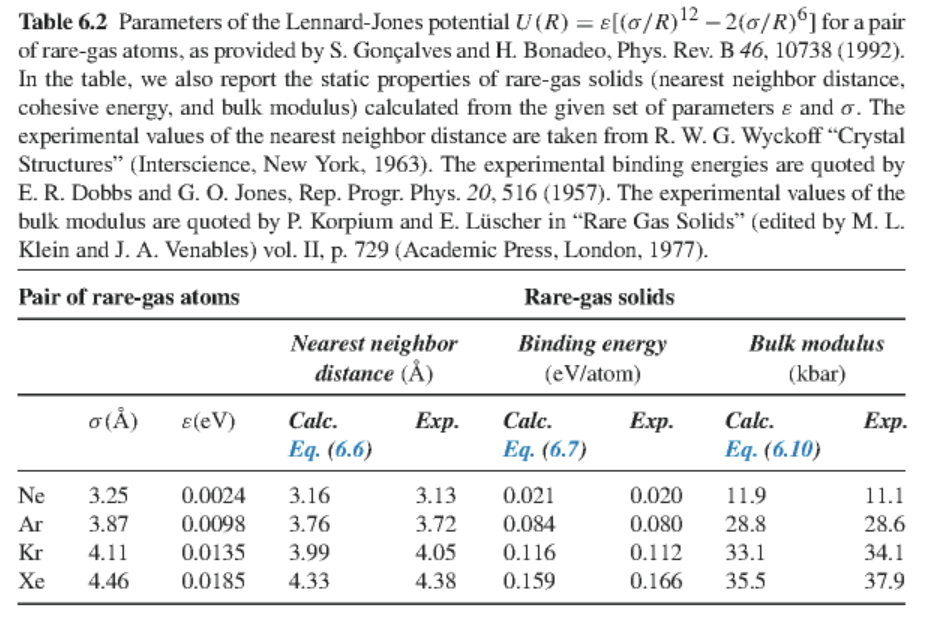 Table 6.2 Parameters of the Lennard-Jones potential U(R) = ε[(σ/R)¹² – 2(σ/R)⁶] for a pair
of rare-gas atoms, as provided by S. Gonçalves and H. Bonadeo, Phys. Rev. B 46, 10738 (1992).
In the table, we also report the static properties of rare-gas solids (nearest neighbor distance,
cohesive energy, and bulk modulus) calculated from the given set of parameters ε and σ. The
experimental values of the nearest neighbor distance are taken from R. W. G. Wyckoff “Crystal
Structures” (Interscience, New York, 1963). The experimental binding energies are quoted by
E. R. Dobbs and G. O. Jones, Rep. Progr. Phys. 20, 516 (1957). The experimental values of the
bulk modulus are quoted by P. Korpium and E. Lüscher in “Rare Gas Solids” (edited by M. L.
Klein and J. A. Venables) vol. II, p. 729 (Academic Press, London, 1977).
Pair of rare-gas atoms Rare-gas solids
Nearest neighbor Binding energy Bulk modulus
distance (Å) (eV/atom) (kbar)
σ(Å) ε(eV) Calc. Exp. Calc. Exp. Calc. Exp.
Eq. (6.6) Eq. (6.7) Eq. (6.10)
Ne 3.25 0.0024 3.16 3.13 0.021 0.020 11.9 11.1
Ar 3.87 0.0098 3.76 3.72 0.084 0.080 28.8 28.6
Kr 4.11 0.0135 3.99 4.05 0.116 0.112 33.1 34.1
Xe 4.46 0.0185 4.33 4.38 0.159 0.166 35.5 37.9